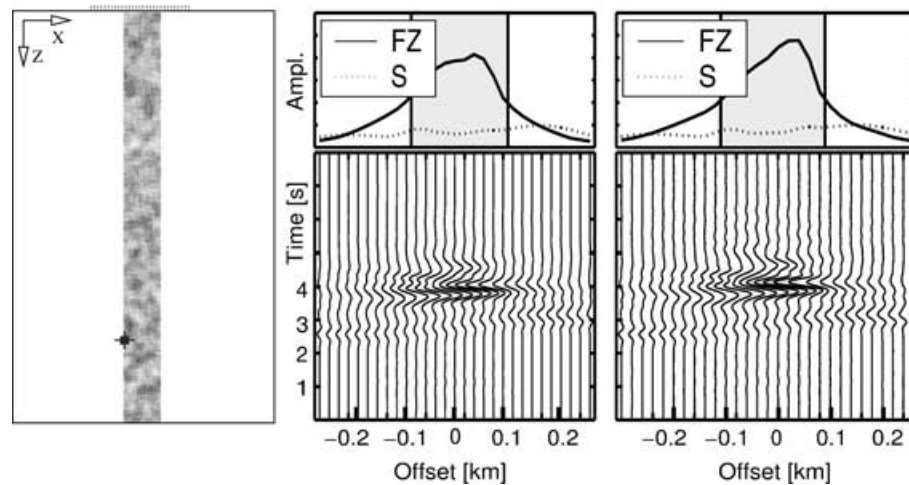 x
z
Ampl.
FZ
S
FZ
S
Time [s]
4
3
2
1
−0.2 −0.1 0 0.1 0.2
Offset [km]
−0.2 −0.1 0 0.1 0.2
Offset [km]